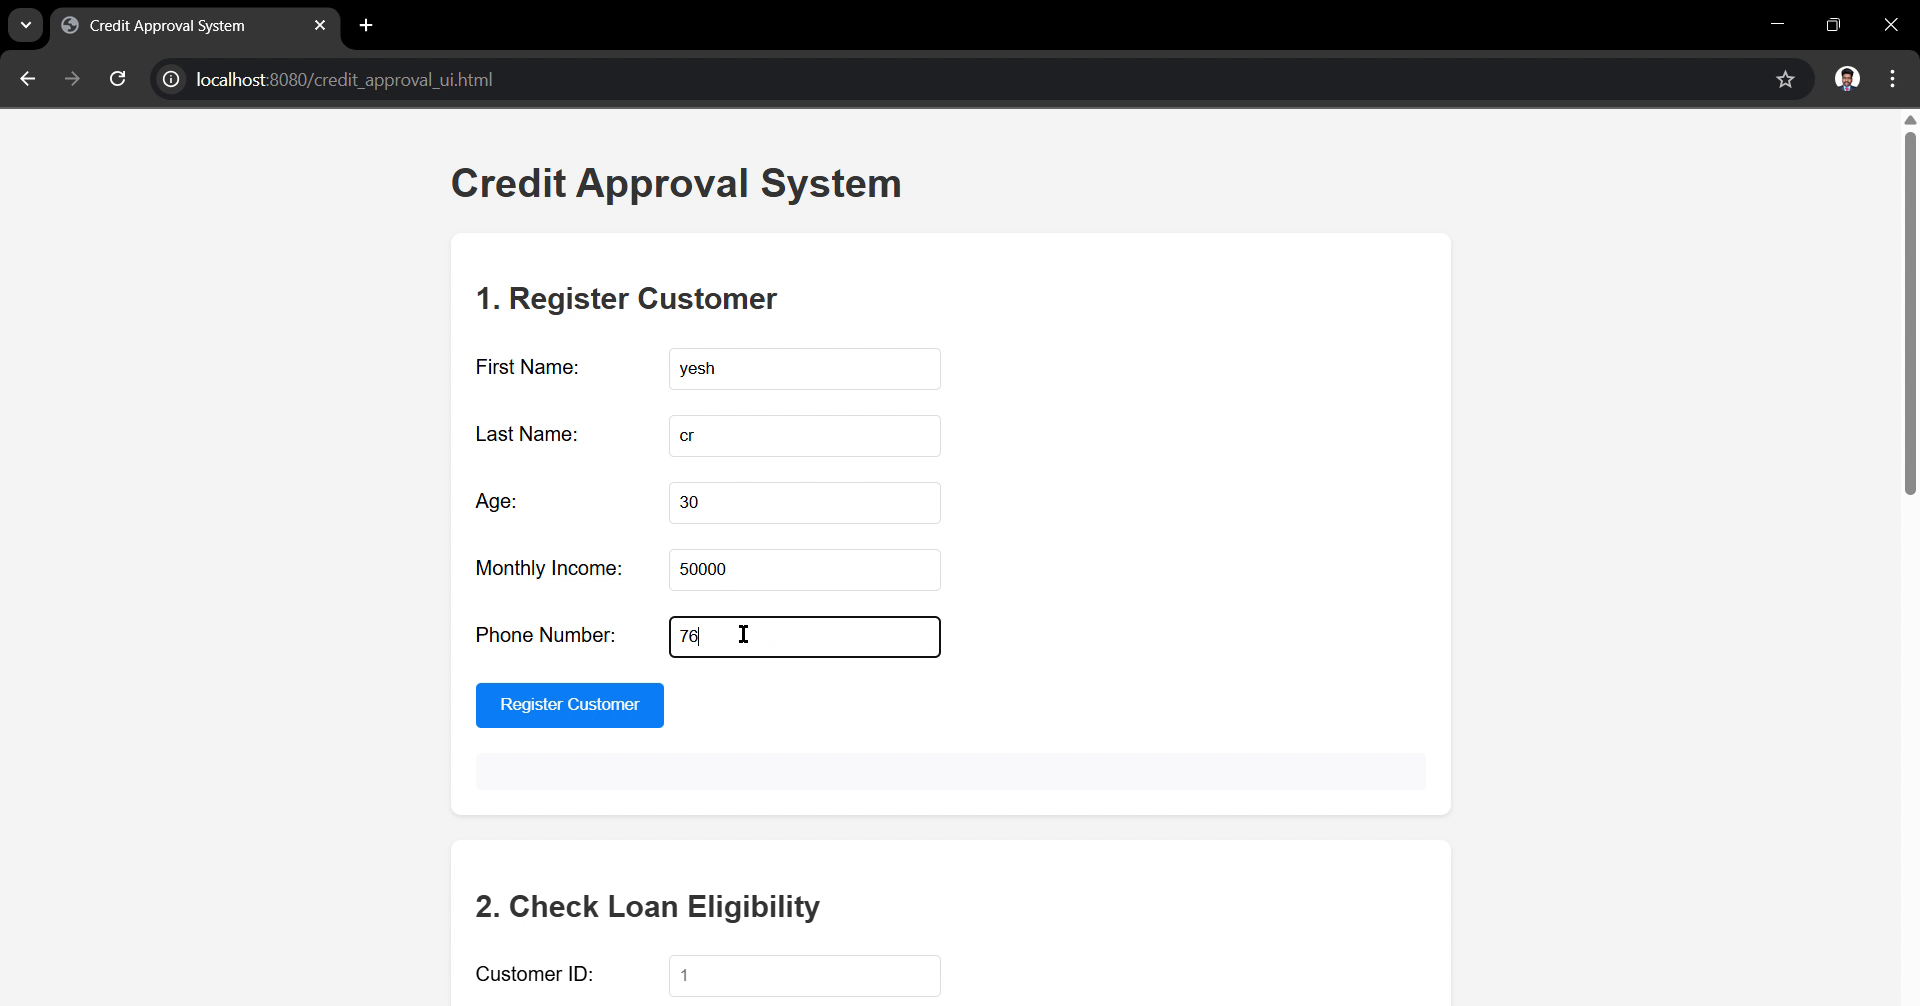 Credit Approval System
localhost:8080/credit_approval_ui.html
Credit Approval System
1. Register Customer
First Name: yesh
Last Name: cr
Age: 30
Monthly Income: 50000
Phone Number: 76
Register Customer
2. Check Loan Eligibility
Customer ID: 1